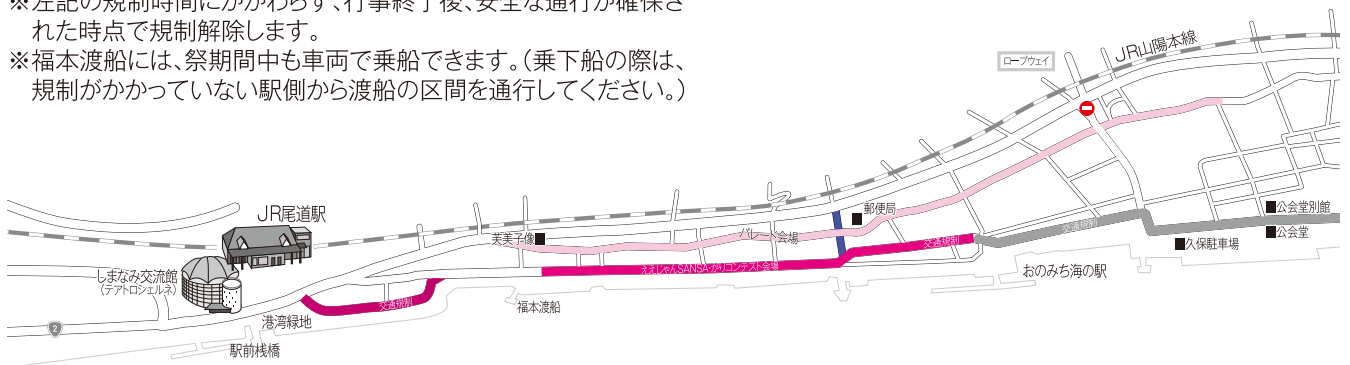 ※左記の規制時間にかかわらず、行事終了後、安全な通行が確保さ
れた時点で規制解除します。
※福本渡船には、祭期間中も車両で乗船できます。（乗下船の際は、
規制がかかっていない駅側から渡船の区間を通行してください。）
ロープウェイ
JR山陽本線
郵便局
JR尾道駅
芙美子像
パレード会場
交通規制
交通規制
公会堂別館
公会堂
久保駐車場
ええじゃんSANSA・がりコンテスト会場
おのみち海の駅
しまなみ交流館
(テアトロシェルネ)
交通規制
福本渡船
港湾緑地
2
駅前桟橋